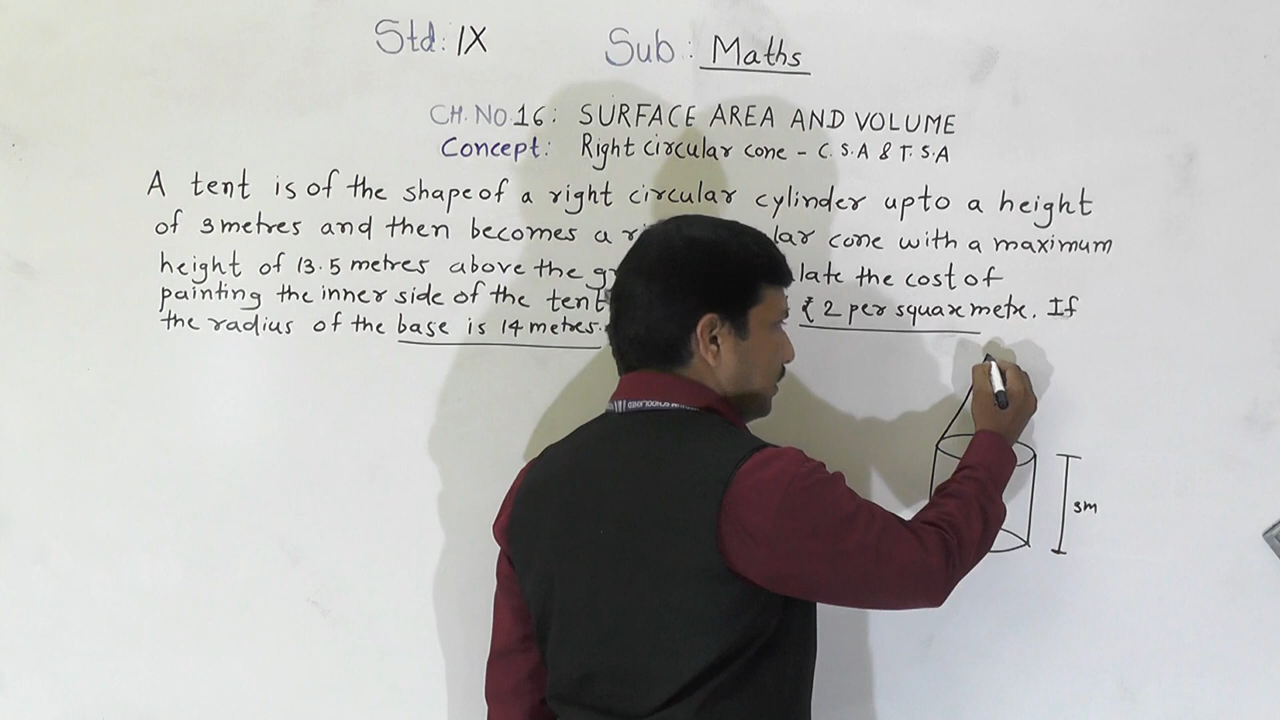 Std: IX Sub: Maths
CH. NO. 16: SURFACE AREA AND VOLUME
Concept: Right circular cone - C.S.A & T.S.A
A tent is of the shape of a right circular cylinder upto a height
of 3 metres and then becomes a cone with a maximum
height of 13.5 metres above the the cost of
painting the inner side of the tent ₹ 2 per square metre. If
the radius of the base is 14 metres.
3m